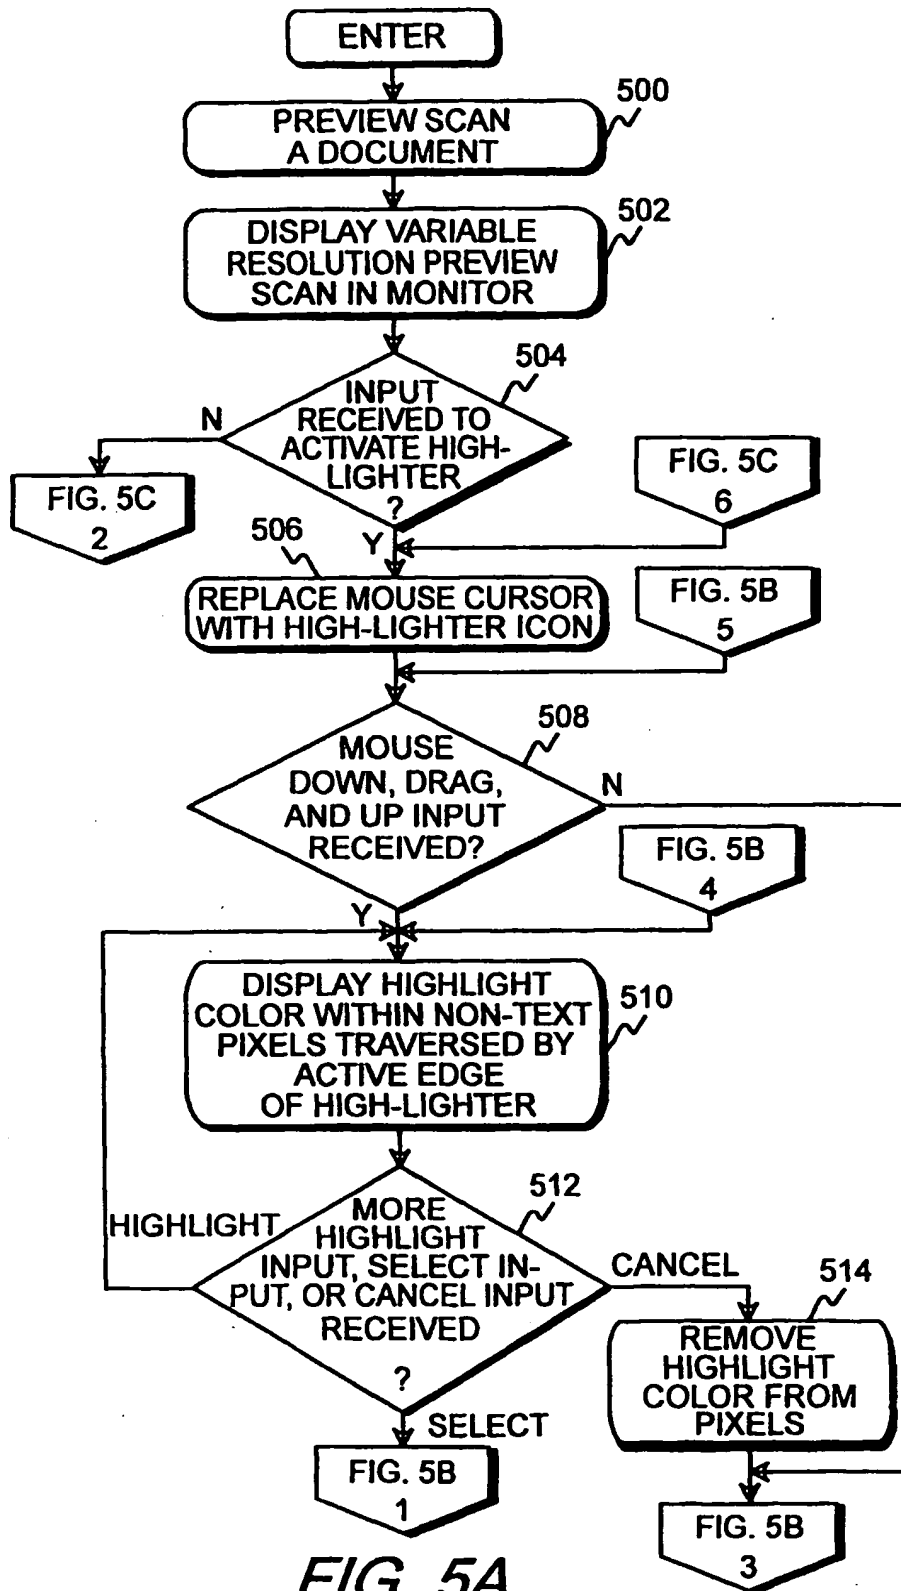 ENTER
500
PREVIEW SCAN
A DOCUMENT
502
DISPLAY VARIABLE
RESOLUTION PREVIEW
SCAN IN MONITOR
504
INPUT
RECEIVED TO
ACTIVATE HIGH-
LIGHTER
?
N
FIG. 5C
2
FIG. 5C
6
Y
506
REPLACE MOUSE CURSOR
WITH HIGH-LIGHTER ICON
FIG. 5B
5
508
MOUSE
DOWN, DRAG,
AND UP INPUT
RECEIVED?
N
FIG. 5B
4
Y
DISPLAY HIGHLIGHT
COLOR WITHIN NON-TEXT
PIXELS TRAVERSED BY
ACTIVE EDGE
OF HIGH-LIGHTER
510
512
MORE
HIGHLIGHT
INPUT, SELECT IN-
PUT, OR CANCEL INPUT
RECEIVED
?
HIGHLIGHT
CANCEL
514
REMOVE
HIGHLIGHT
COLOR FROM
PIXELS
SELECT
FIG. 5B
1
FIG. 5B
3
FIG. 5A